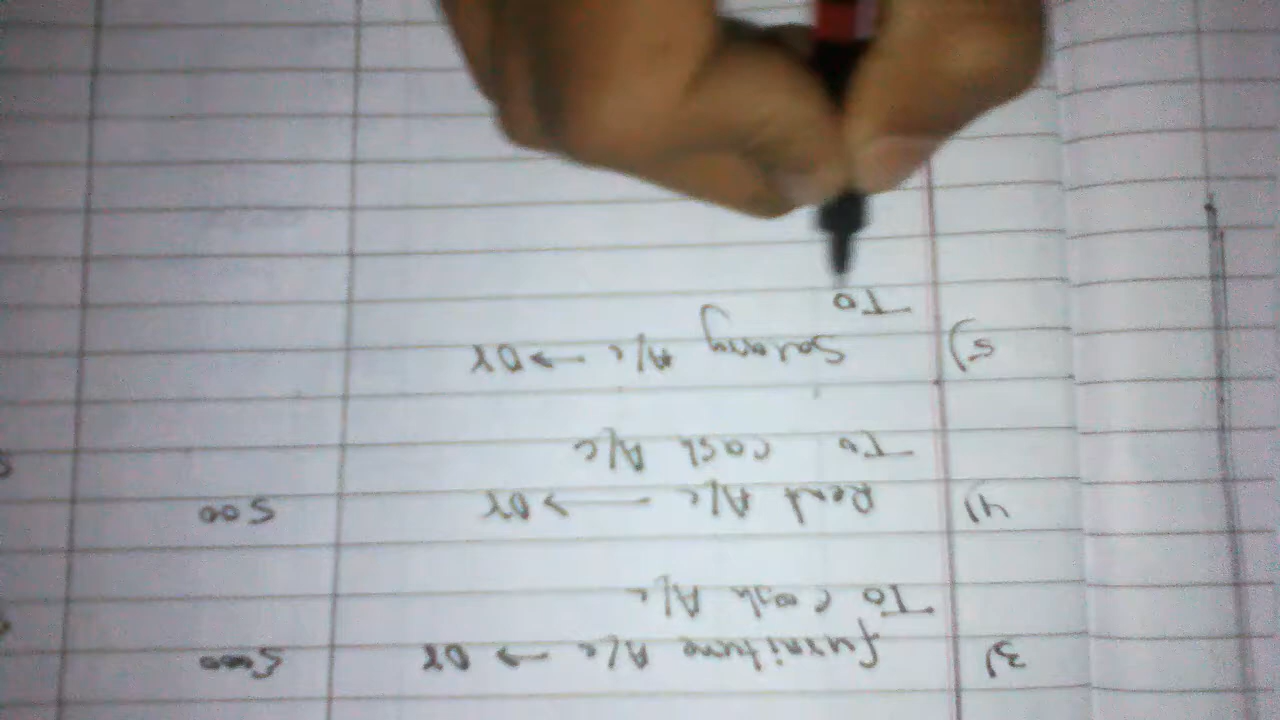 3) furniture A/c → Dr 5000
To cash A/c
4) Rent A/c → Dr 500
To cash A/c
5) Salary A/c → Dr
To